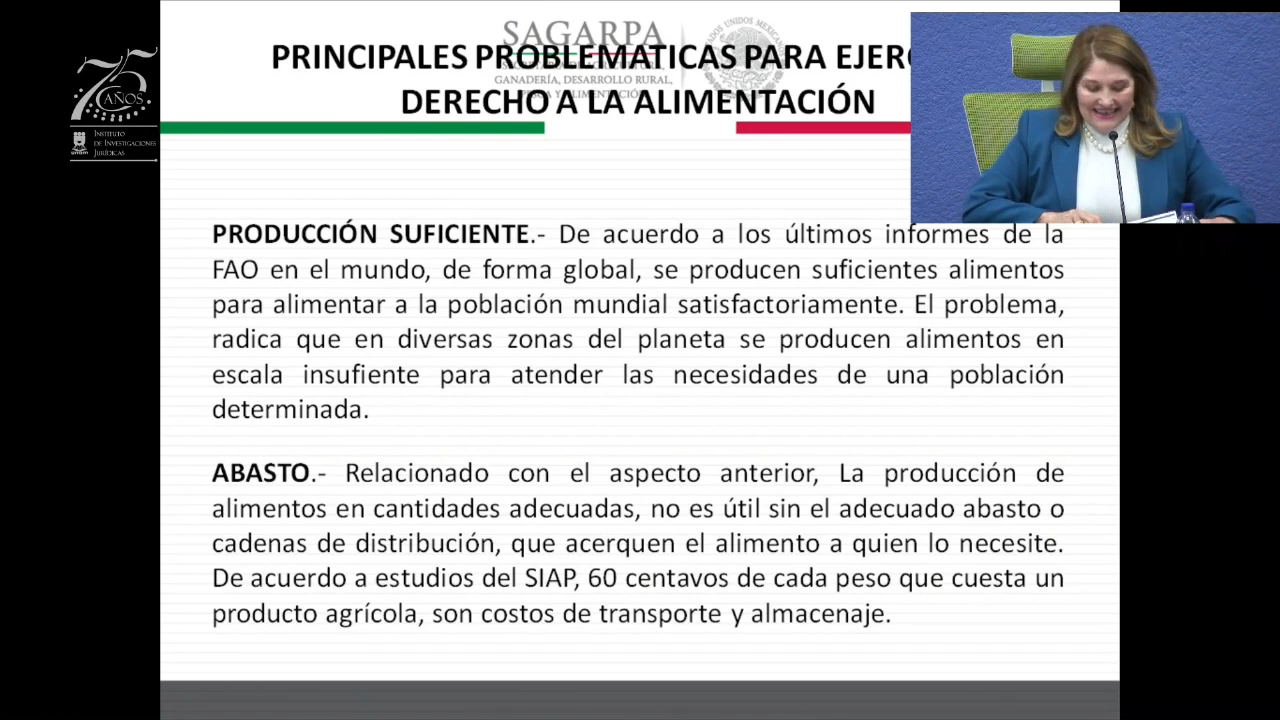 75
AÑOS
INSTITUTO
DE INVESTIGACIONES
JURÍDICAS
UNAM
SAGARPA
GANADERÍA, DESARROLLO RURAL,
UNIDOS MEXICANOS
PRINCIPALES PROBLEMATICAS PARA EJERC
DERECHO A LA ALIMENTACIÓN
PRODUCCIÓN SUFICIENTE.- De acuerdo a los últimos informes de la
FAO en el mundo, de forma global, se producen suficientes alimentos
para alimentar a la población mundial satisfactoriamente. El problema,
radica que en diversas zonas del planeta se producen alimentos en
escala insufiente para atender las necesidades de una población
determinada.
ABASTO.- Relacionado con el aspecto anterior, La producción de
alimentos en cantidades adecuadas, no es útil sin el adecuado abasto o
cadenas de distribución, que acerquen el alimento a quien lo necesite.
De acuerdo a estudios del SIAP, 60 centavos de cada peso que cuesta un
producto agrícola, son costos de transporte y almacenaje.